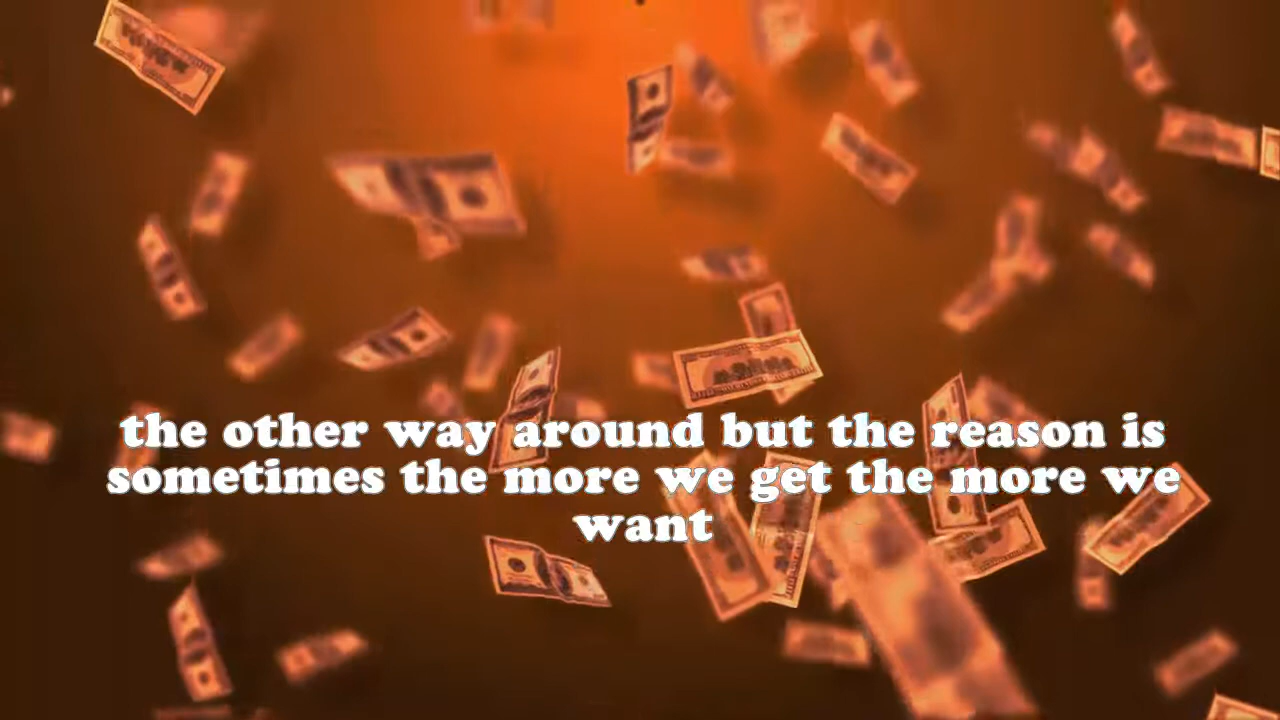 the other way around but the reason is
sometimes the more we get the more we
want